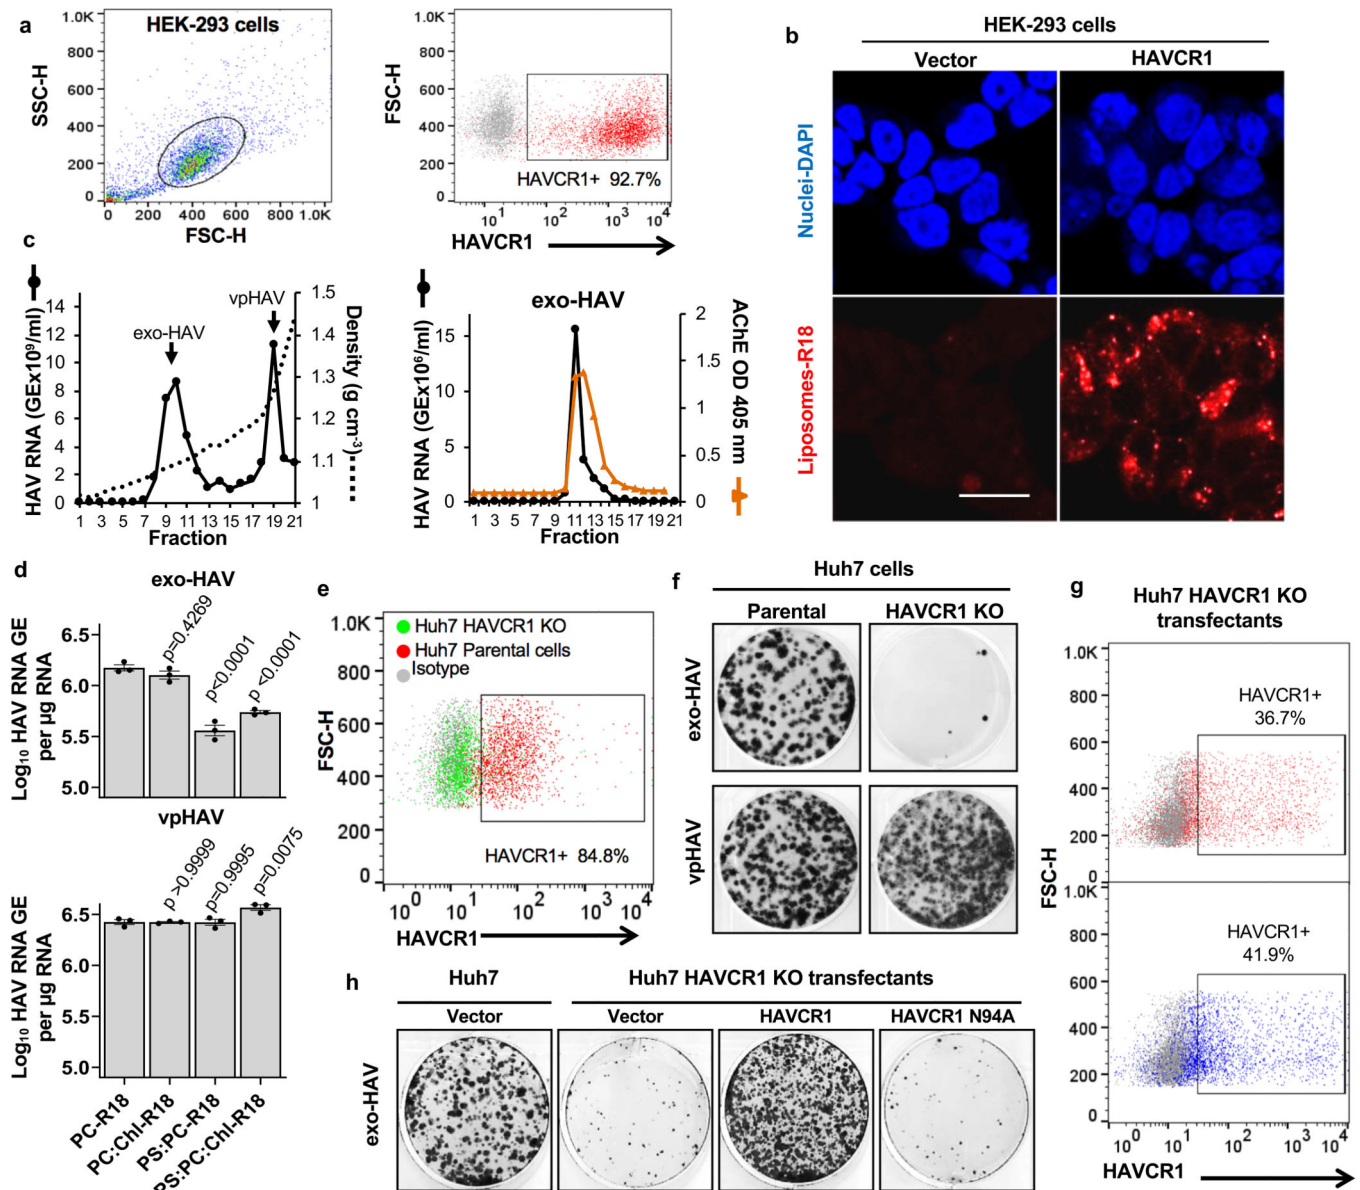 a
HEK-293 cells
SSC-H
1.0K
800
600
400
200
0
0 200 400 600 800 1.0K
FSC-H
FSC-H
1.0K
800
600
400
200
0
HAVCR1+ 92.7%
10¹ 10² 10³ 10⁴
HAVCR1
b
HEK-293 cells
Vector HAVCR1
Nuclei-DAPI
Liposomes-R18
c
HAV RNA (GEx10⁹/ml)
14
12
10
8
6
4
2
0
exo-HAV
vpHAV
1.5
1.4
1.3
1.2
1.1
1
Density (g cm⁻³)
1 3 5 7 9 11 13 15 17 19 21
Fraction
exo-HAV
HAV RNA (GEx10⁶/ml)
15
10
5
0
2
1.5
1
0.5
0
AChE OD 405 nm
1 3 5 7 9 11 13 15 17 19 21
Fraction
d
exo-HAV
Log₁₀ HAV RNA GE
per µg RNA
6.5
6.0
5.5
5.0
p=0.4269
p<0.0001
p <0.0001
vpHAV
Log₁₀ HAV RNA GE
per µg RNA
6.5
6.0
5.5
5.0
p >0.9999
p=0.9995
p=0.0075
PC-R18
PC:Chl-R18
PS:PC-R18
PS:PC:Chl-R18
e
FSC-H
1.0K
800
600
400
200
0
Huh7 HAVCR1 KO
Huh7 Parental cells
Isotype
HAVCR1+ 84.8%
10⁰ 10¹ 10² 10³ 10⁴
HAVCR1
f
Huh7 cells
Parental HAVCR1 KO
exo-HAV
vpHAV
g
Huh7 HAVCR1 KO
transfectants
FSC-H
1.0K
800
600
400
200
0
HAVCR1+
36.7%
1.0K
800
600
400
200
0
HAVCR1+
41.9%
10⁰ 10¹ 10² 10³ 10⁴
HAVCR1
h
Huh7 Huh7 HAVCR1 KO transfectants
Vector Vector HAVCR1 HAVCR1 N94A
exo-HAV